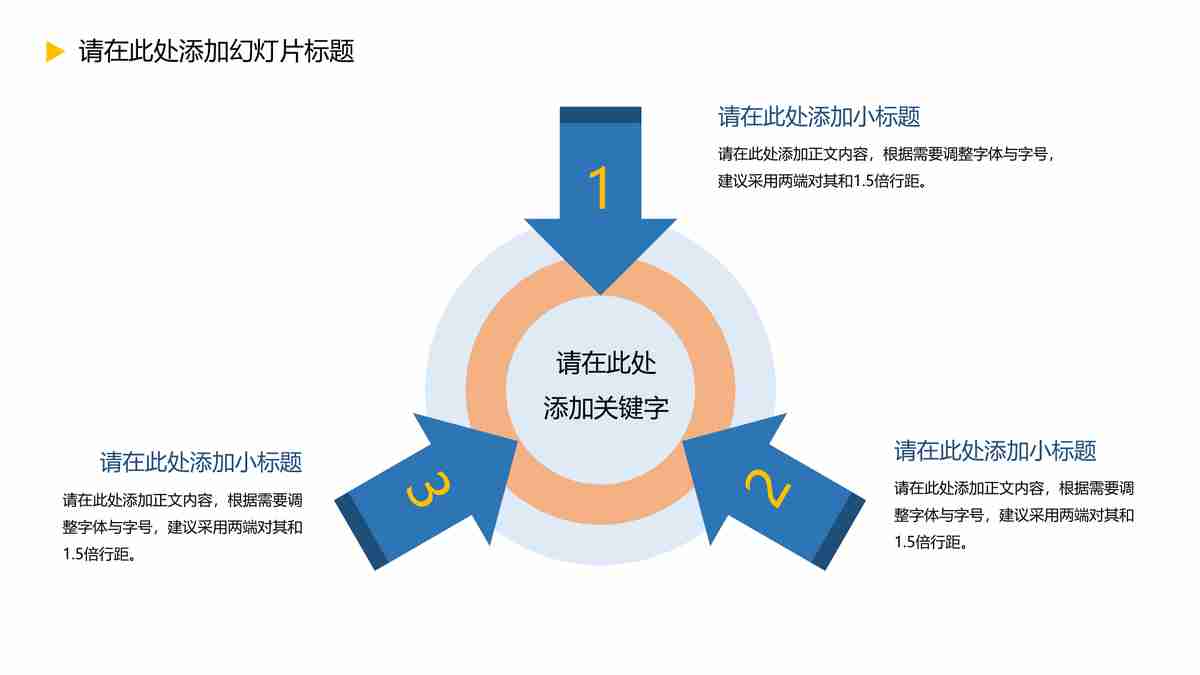 请在此处添加幻灯片标题
请在此处添加小标题
请在此处添加正文内容，根据需要调整字体与字号，
建议采用两端对其和1.5倍行距。
1
请在此处
添加关键字
请在此处添加小标题
请在此处添加正文内容，根据需要调
整字体与字号，建议采用两端对其和
1.5倍行距。
2
请在此处添加小标题
请在此处添加正文内容，根据需要调
整字体与字号，建议采用两端对其和
1.5倍行距。
3